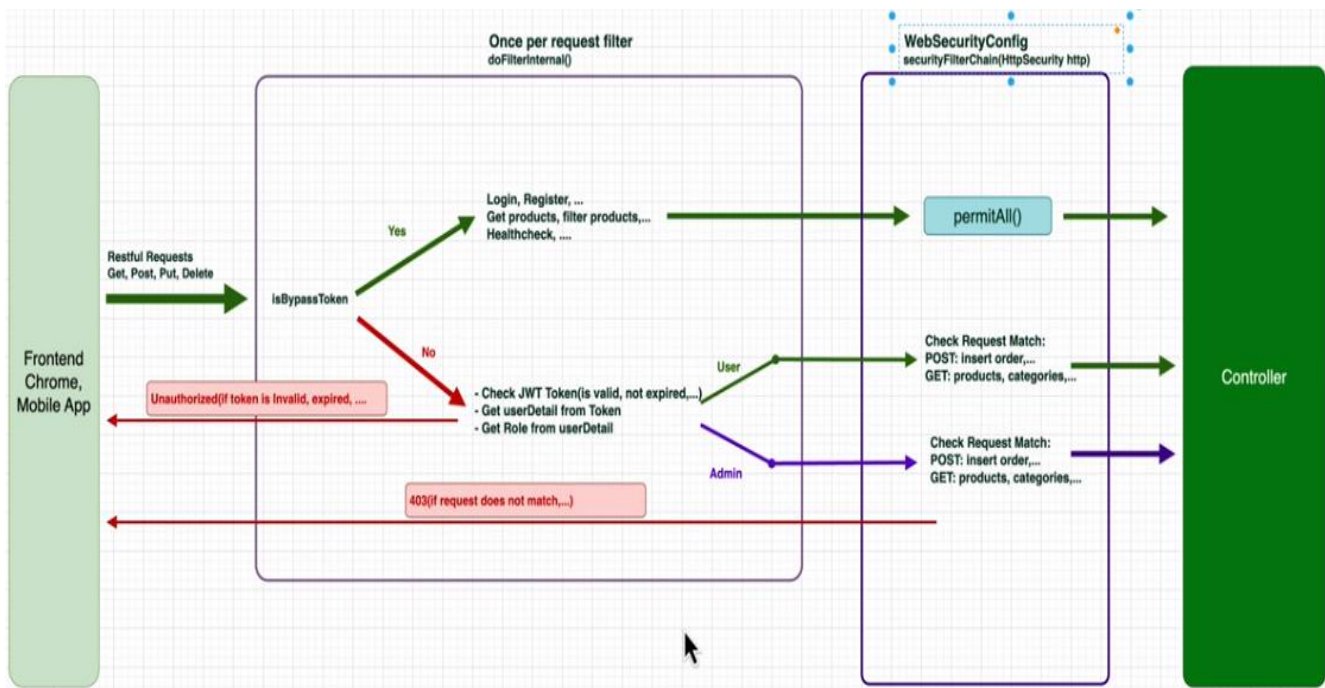 Once per request filter
doFilterInternal()
WebSecurityConfig
securityFilterChain(HttpSecurity http)
Login, Register, ...
Get products, filter products,...
Healthcheck, ....
permitAll()
Yes
Restful Requests
Get, Post, Put, Delete
isBypassToken
Frontend
Chrome,
Mobile App
No
User
Check Request Match:
POST: insert order,...
GET: products, categories,...
Controller
Unauthorized(if token is Invalid, expired, ....
- Check JWT Token(is valid, not expired,...)
- Get userDetail from Token
- Get Role from userDetail
Admin
Check Request Match:
POST: insert order,...
GET: products, categories,...
403(if request does not match,...)